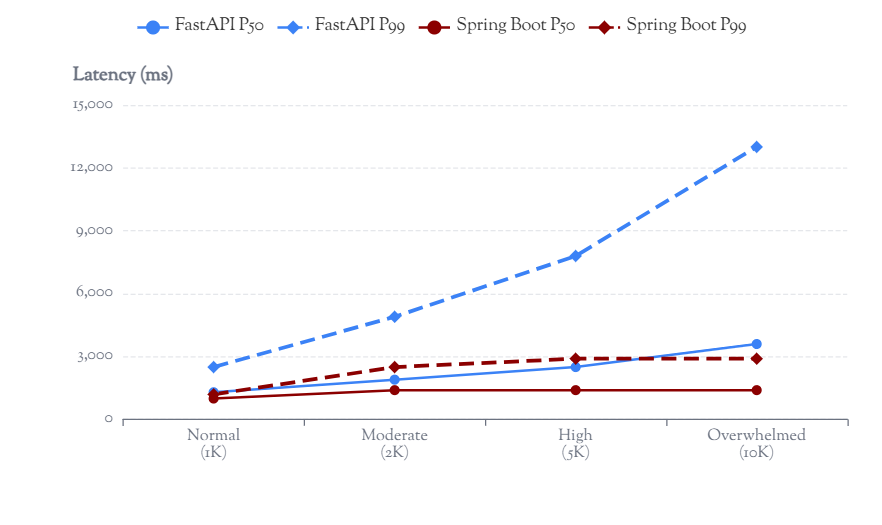 FastAPI P50 FastAPI P99 Spring Boot P50 Spring Boot P99
Latency (ms)
15,000
12,000
9,000
6,000
3,000
0
Normal Moderate High Overwhelmed
(1K) (2K) (5K) (10K)